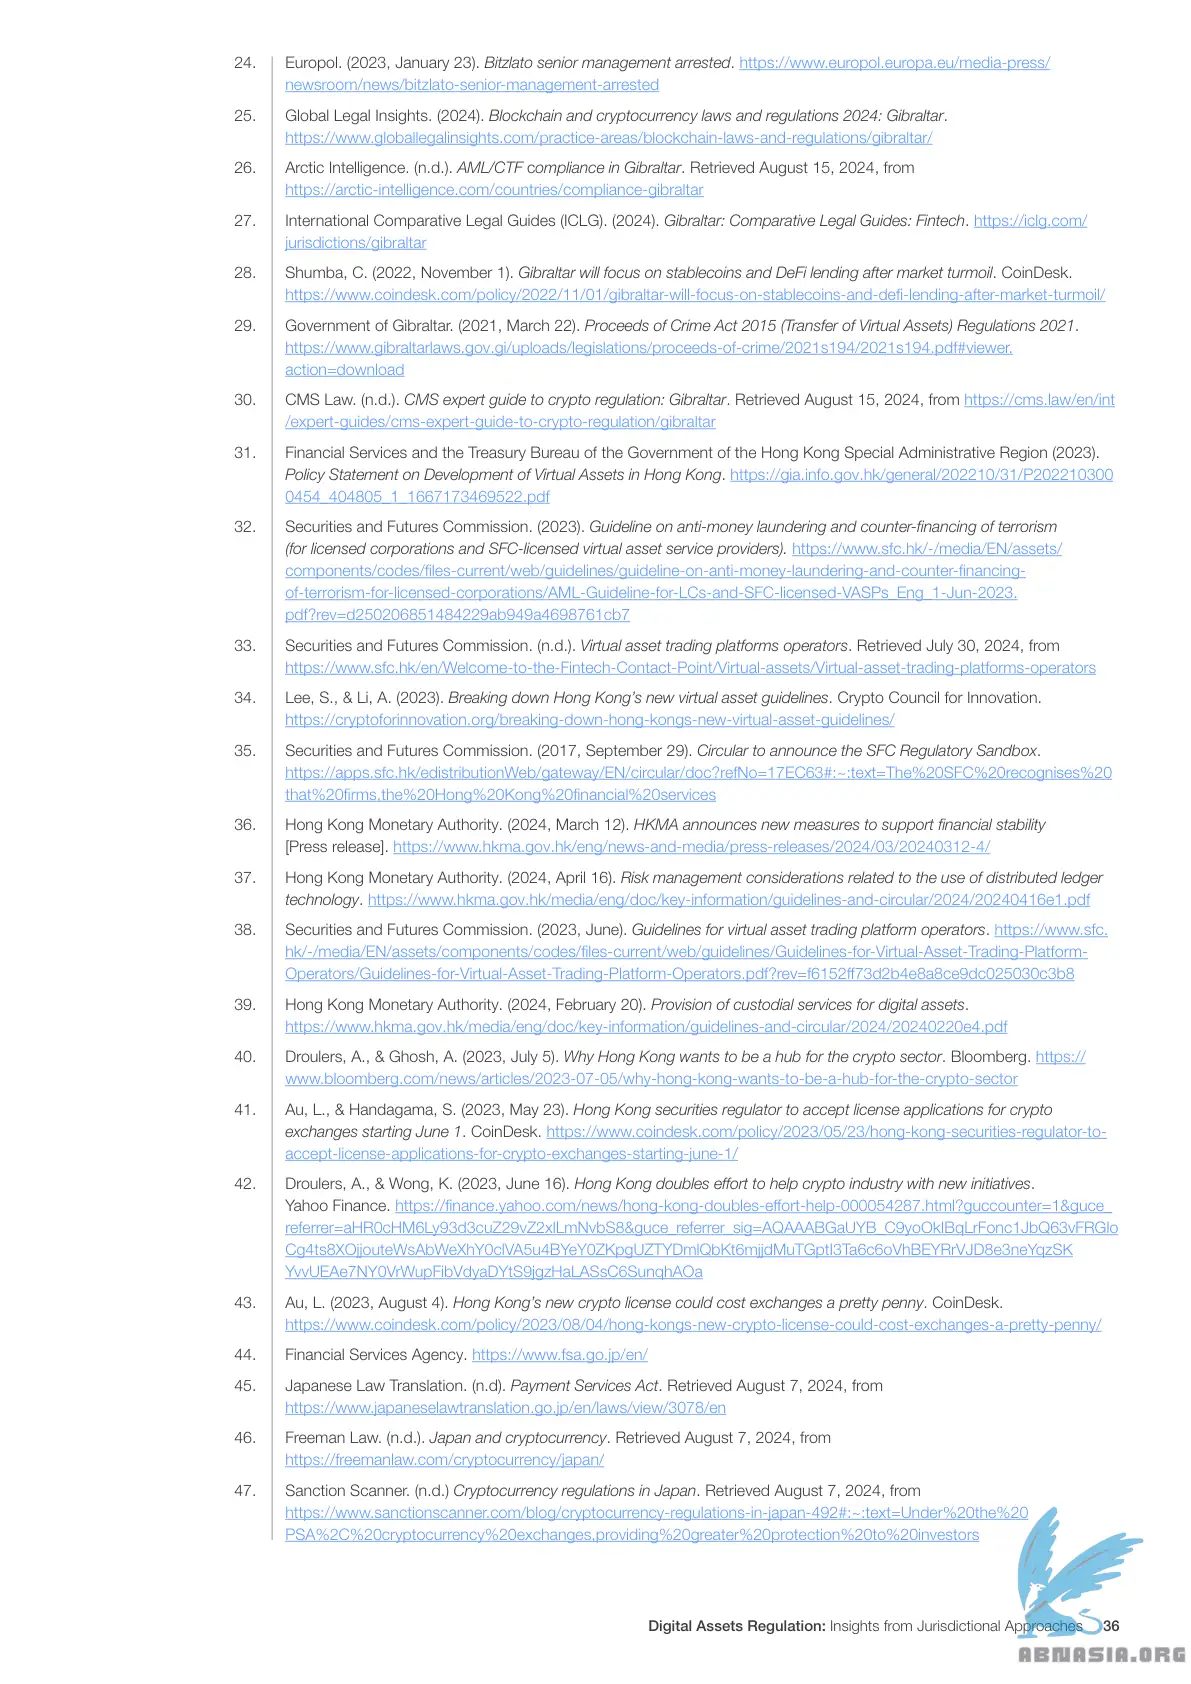 24. Europol. (2023, January 23). Bitzlato senior management arrested. https://www.europol.europa.eu/media-press/
newsroom/news/bitzlato-senior-management-arrested
25. Global Legal Insights. (2024). Blockchain and cryptocurrency laws and regulations 2024: Gibraltar.
https://www.globallegalinsights.com/practice-areas/blockchain-laws-and-regulations/gibraltar/
26. Arctic Intelligence. (n.d.). AML/CTF compliance in Gibraltar. Retrieved August 15, 2024, from
https://arctic-intelligence.com/countries/compliance-gibraltar
27. International Comparative Legal Guides (ICLG). (2024). Gibraltar: Comparative Legal Guides: Fintech. https://iclg.com/
jurisdictions/gibraltar
28. Shumba, C. (2022, November 1). Gibraltar will focus on stablecoins and DeFi lending after market turmoil. CoinDesk.
https://www.coindesk.com/policy/2022/11/01/gibraltar-will-focus-on-stablecoins-and-defi-lending-after-market-turmoil/
29. Government of Gibraltar. (2021, March 22). Proceeds of Crime Act 2015 (Transfer of Virtual Assets) Regulations 2021.
https://www.gibraltarlaws.gov.gi/uploads/legislations/proceeds-of-crime/2021s194/2021s194.pdf#viewer.
action=download
30. CMS Law. (n.d.). CMS expert guide to crypto regulation: Gibraltar. Retrieved August 15, 2024, from https://cms.law/en/int
/expert-guides/cms-expert-guide-to-crypto-regulation/gibraltar
31. Financial Services and the Treasury Bureau of the Government of the Hong Kong Special Administrative Region (2023).
Policy Statement on Development of Virtual Assets in Hong Kong. https://gia.info.gov.hk/general/202210/31/P202210300
0454_404805_1_1667173469522.pdf
32. Securities and Futures Commission. (2023). Guideline on anti-money laundering and counter-financing of terrorism
(for licensed corporations and SFC-licensed virtual asset service providers). https://www.sfc.hk/-/media/EN/assets/
components/codes/files-current/web/guidelines/guideline-on-anti-money-laundering-and-counter-financing-
of-terrorism-for-licensed-corporations/AML-Guideline-for-LCs-and-SFC-licensed-VASPs_Eng_1-Jun-2023.
pdf?rev=d250206851484229ab949a4698761cb7
33. Securities and Futures Commission. (n.d.). Virtual asset trading platforms operators. Retrieved July 30, 2024, from
https://www.sfc.hk/en/Welcome-to-the-Fintech-Contact-Point/Virtual-assets/Virtual-asset-trading-platforms-operators
34. Lee, S., & Li, A. (2023). Breaking down Hong Kong’s new virtual asset guidelines. Crypto Council for Innovation.
https://cryptoforinnovation.org/breaking-down-hong-kongs-new-virtual-asset-guidelines/
35. Securities and Futures Commission. (2017, September 29). Circular to announce the SFC Regulatory Sandbox.
https://apps.sfc.hk/edistributionWeb/gateway/EN/circular/doc?refNo=17EC63#:~:text=The%20SFC%20recognises%20
that%20firms,the%20Hong%20Kong%20financial%20services
36. Hong Kong Monetary Authority. (2024, March 12). HKMA announces new measures to support financial stability
[Press release]. https://www.hkma.gov.hk/eng/news-and-media/press-releases/2024/03/20240312-4/
37. Hong Kong Monetary Authority. (2024, April 16). Risk management considerations related to the use of distributed ledger
technology. https://www.hkma.gov.hk/media/eng/doc/key-information/guidelines-and-circular/2024/20240416e1.pdf
38. Securities and Futures Commission. (2023, June). Guidelines for virtual asset trading platform operators. https://www.sfc.
hk/-/media/EN/assets/components/codes/files-current/web/guidelines/Guidelines-for-Virtual-Asset-Trading-Platform-
Operators/Guidelines-for-Virtual-Asset-Trading-Platform-Operators.pdf?rev=f6152ff73d2b4e8a8ce9dc025030c3b8
39. Hong Kong Monetary Authority. (2024, February 20). Provision of custodial services for digital assets.
https://www.hkma.gov.hk/media/eng/doc/key-information/guidelines-and-circular/2024/20240220e4.pdf
40. Droulers, A., & Ghosh, A. (2023, July 5). Why Hong Kong wants to be a hub for the crypto sector. Bloomberg. https://
www.bloomberg.com/news/articles/2023-07-05/why-hong-kong-wants-to-be-a-hub-for-the-crypto-sector
41. Au, L., & Handagama, S. (2023, May 23). Hong Kong securities regulator to accept license applications for crypto
exchanges starting June 1. CoinDesk. https://www.coindesk.com/policy/2023/05/23/hong-kong-securities-regulator-to-
accept-license-applications-for-crypto-exchanges-starting-june-1/
42. Droulers, A., & Wong, K. (2023, June 16). Hong Kong doubles effort to help crypto industry with new initiatives.
Yahoo Finance. https://finance.yahoo.com/news/hong-kong-doubles-effort-help-000054287.html?guccounter=1&guce_
referrer=aHR0cHM6Ly93d3cuZ29vZ2xlLmNvbS8&guce_referrer_sig=AQAAABGaUYB_C9yoOklBqLrFonc1JbQ63vFRGlo
Cg4ts8XOjjouteWsAbWeXhY0clVA5u4BYeY0ZKpgUZTYDmlQbKt6mjjdMuTGptl3Ta6c6oVhBEYRrVJD8e3neYqzSK
YvvUEAe7NY0VrWupFibVdyaDYtS9jgzHaLASsC6SunqhAOa
43. Au, L. (2023, August 4). Hong Kong’s new crypto license could cost exchanges a pretty penny. CoinDesk.
https://www.coindesk.com/policy/2023/08/04/hong-kongs-new-crypto-license-could-cost-exchanges-a-pretty-penny/
44. Financial Services Agency. https://www.fsa.go.jp/en/
45. Japanese Law Translation. (n.d). Payment Services Act. Retrieved August 7, 2024, from
https://www.japaneselawtranslation.go.jp/en/laws/view/3078/en
46. Freeman Law. (n.d.). Japan and cryptocurrency. Retrieved August 7, 2024, from
https://freemanlaw.com/cryptocurrency/japan/
47. Sanction Scanner. (n.d.) Cryptocurrency regulations in Japan. Retrieved August 7, 2024, from
https://www.sanctionscanner.com/blog/cryptocurrency-regulations-in-japan-492#:~:text=Under%20the%20
PSA%2C%20cryptocurrency%20exchanges,providing%20greater%20protection%20to%20investors
Digital Assets Regulation: Insights from Jurisdictional Approaches 36
ABNASIA.ORG